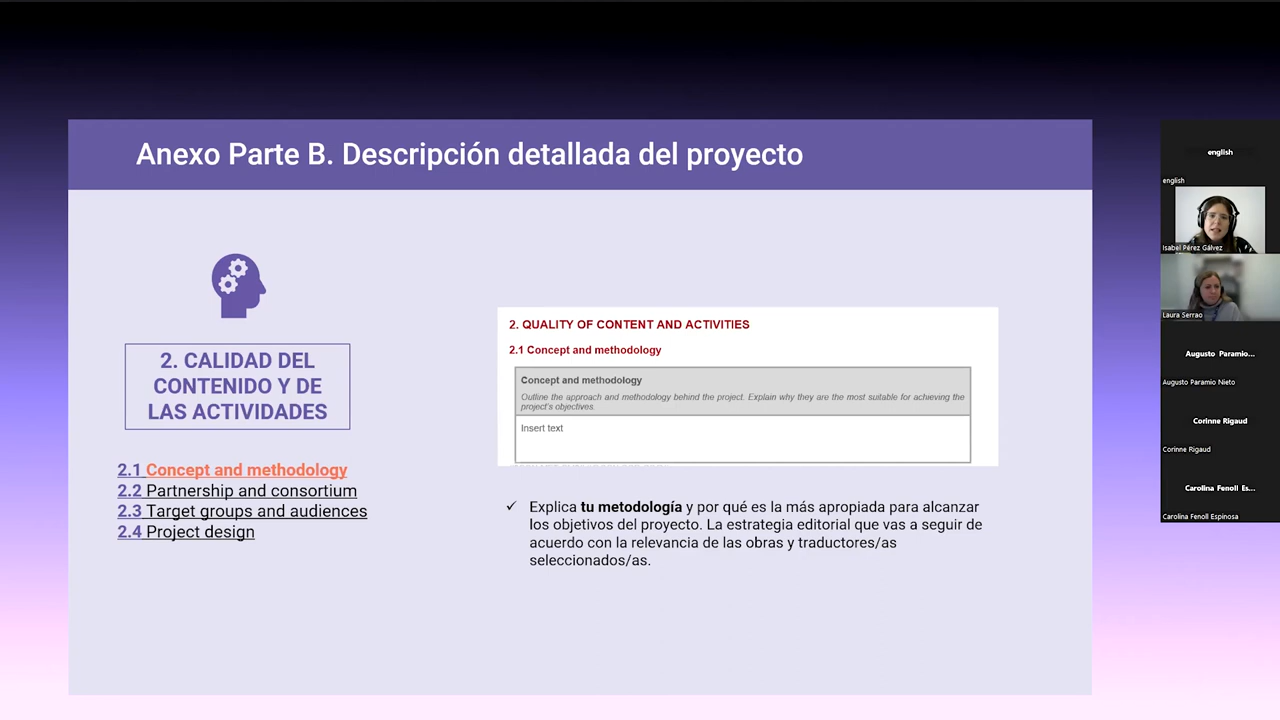 Anexo Parte B. Descripción detallada del proyecto
2. CALIDAD DEL
CONTENIDO Y DE
LAS ACTIVIDADES
2.1 Concept and methodology
2.2 Partnership and consortium
2.3 Target groups and audiences
2.4 Project design
2. QUALITY OF CONTENT AND ACTIVITIES
2.1 Concept and methodology
Concept and methodology
Outline the approach and methodology behind the project. Explain why they are the most suitable for achieving the
project's objectives
Insert text
✓ Explica tu metodología y por qué es la más apropiada para alcanzar
los objetivos del proyecto. La estrategia editorial que vas a seguir de
acuerdo con la relevancia de las obras y traductores/as
seleccionados/as.
english
english
Isabel Pérez Gálvez
Laura Serrao
Augusto Paramio...
Augusto Paramio Nieto
Corinne Rigaud
Corinne Rigaud
Carolina Fenoll Es...
Carolina Fenoll Espinosa